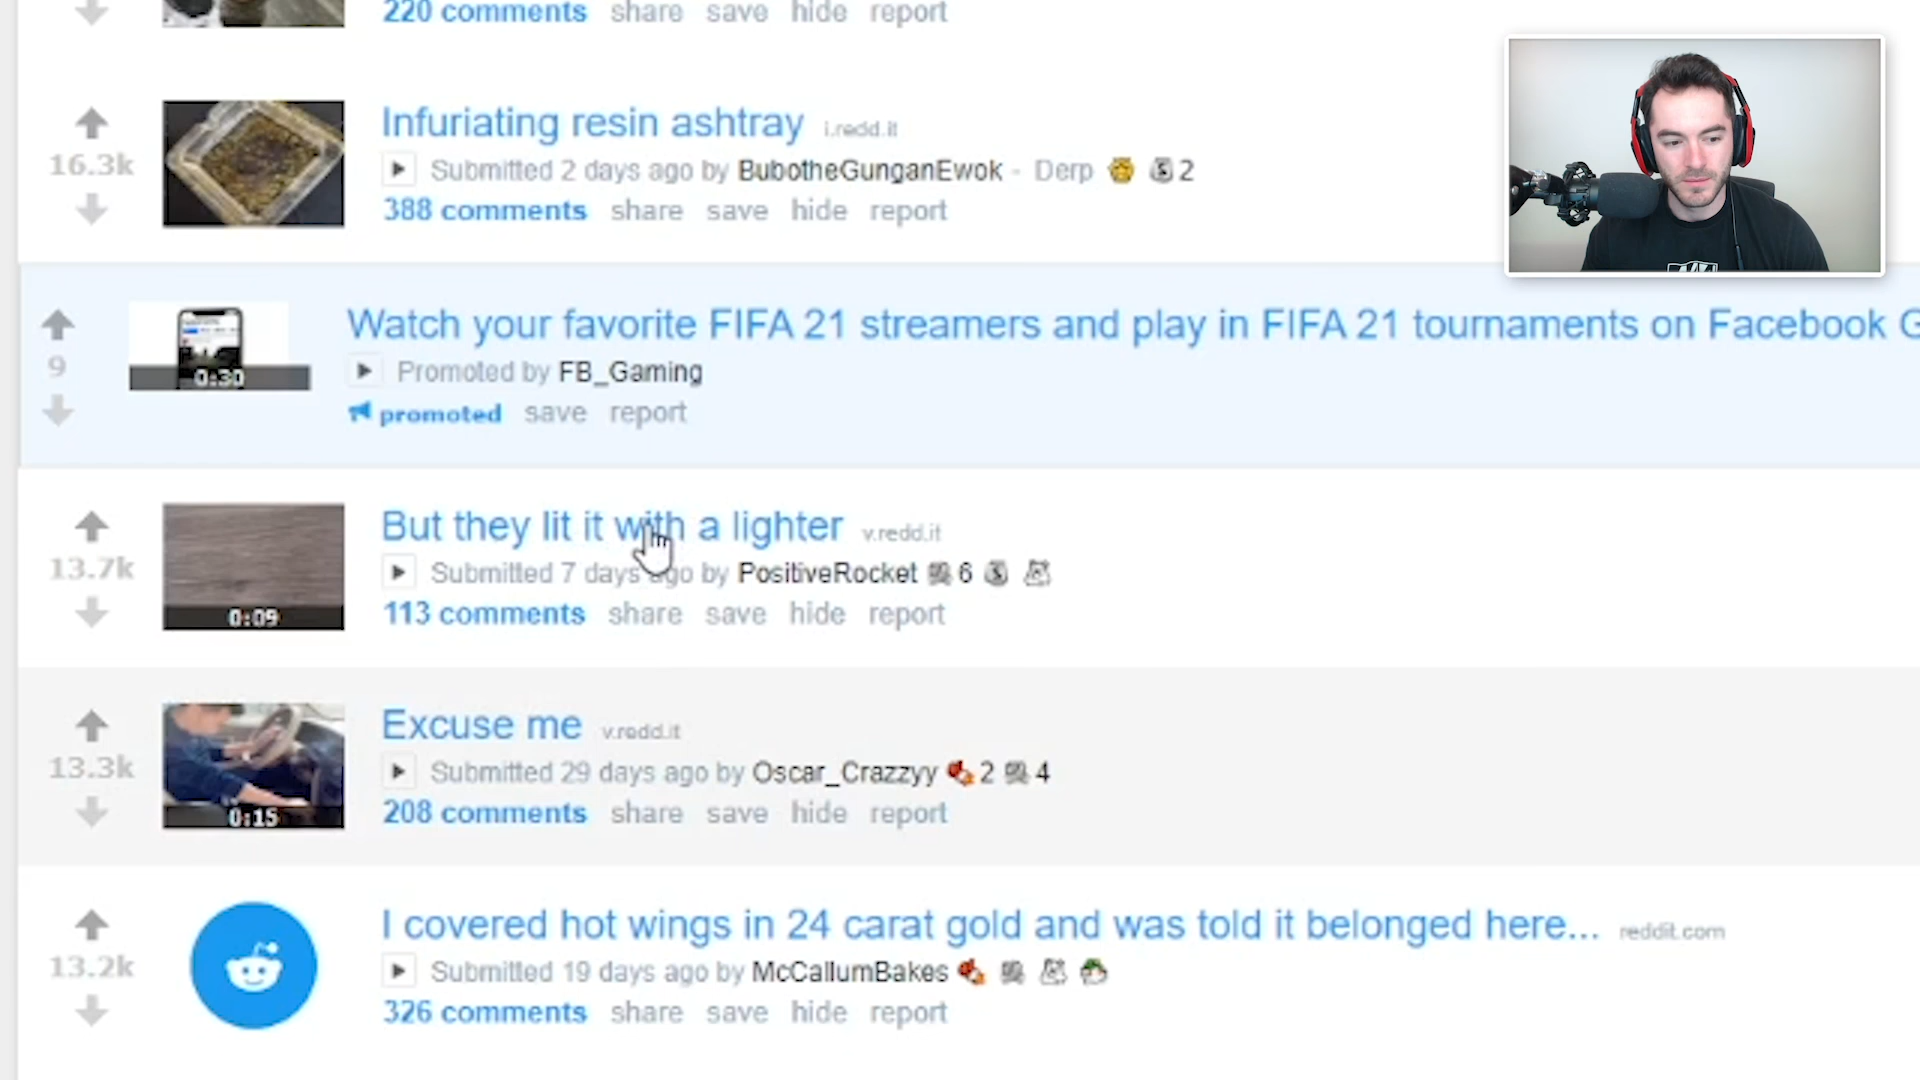 220 comments share save hide report
Infuriating resin ashtray i.redd.it
16.3k
Submitted 2 days ago by BubotheGunganEwok - Derp 2
388 comments share save hide report
Watch your favorite FIFA 21 streamers and play in FIFA 21 tournaments on Facebook G
9
0:30
Promoted by FB_Gaming
promoted save report
But they lit it with a lighter v.redd.it
13.7k
Submitted 7 days ago by PositiveRocket 6
0:09
113 comments share save hide report
Excuse me v.redd.it
13.3k
Submitted 29 days ago by Oscar_Crazzyy 2 4
0:15
208 comments share save hide report
I covered hot wings in 24 carat gold and was told it belonged here... reddit.com
13.2k
Submitted 19 days ago by McCallumBakes
326 comments share save hide report